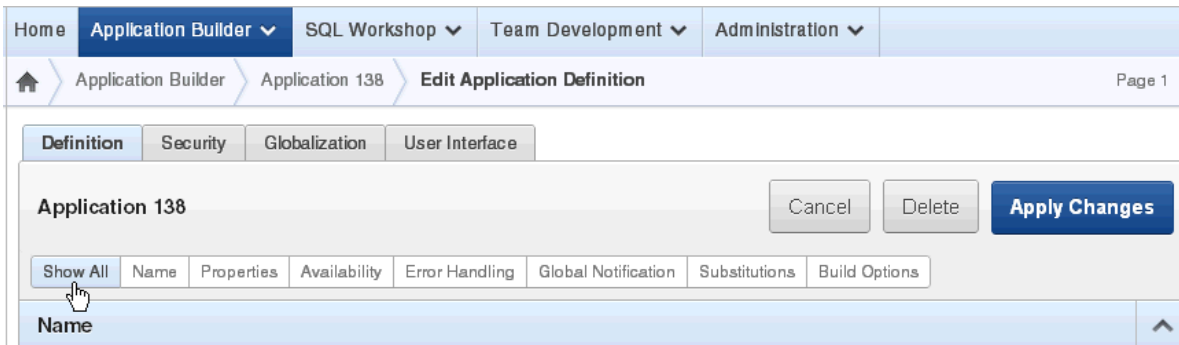 Home Application Builder SQL Workshop Team Development Administration
Application Builder Application 138 Edit Application Definition Page 1
Definition Security Globalization User Interface
Application 138 Cancel Delete Apply Changes
Show All Name Properties Availability Error Handling Global Notification Substitutions Build Options
Name